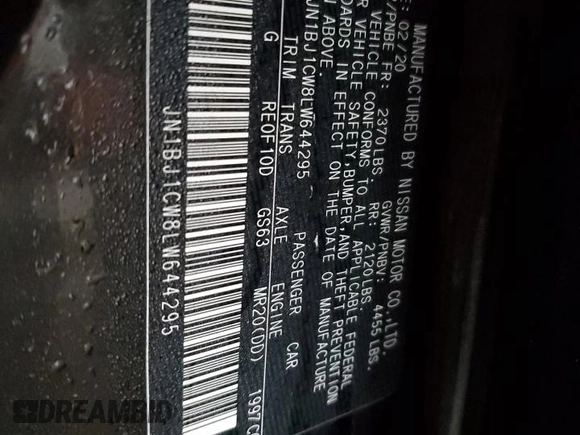 MANUFACTURED BY NISSAN MOTOR CO.,LTD.
: 02/20 GVWR/PNBV: 4455 LBS.
/PNBE FR: 2370LBS. RR: 2120LBS.
VEHICLE CONFORMS TO ALL APPLICABLE FEDERAL
VEHICLE SAFETY,BUMPER,AND THEFT PREVENTION
DARDS IN EFFECT ON THE DATE OF MANUFACTURE
ABOVE.
JN1BJ1CW8LW644295 PASSENGER CAR
TRIM TRANS AXLE ENGINE
G RE0F10D GS63 MR20(DD) 1997CC
JN1BJ1CW8LW644295
DREAMBID